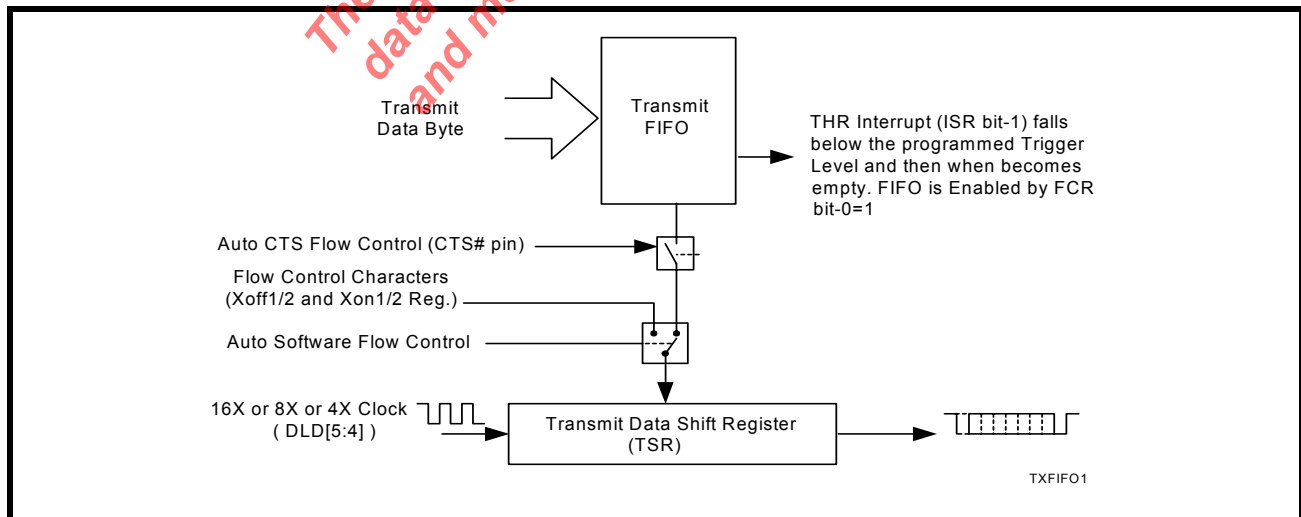 The
data
and m
Transmit
Data Byte
Transmit
FIFO
THR Interrupt (ISR bit-1) falls
below the programmed Trigger
Level and then when becomes
empty. FIFO is Enabled by FCR
bit-0=1
Auto CTS Flow Control (CTS# pin)
Flow Control Characters
(Xoff1/2 and Xon1/2 Reg.)
Auto Software Flow Control
16X or 8X or 4X Clock
( DLD[5:4] )
Transmit Data Shift Register
(TSR)
TXFIFO1